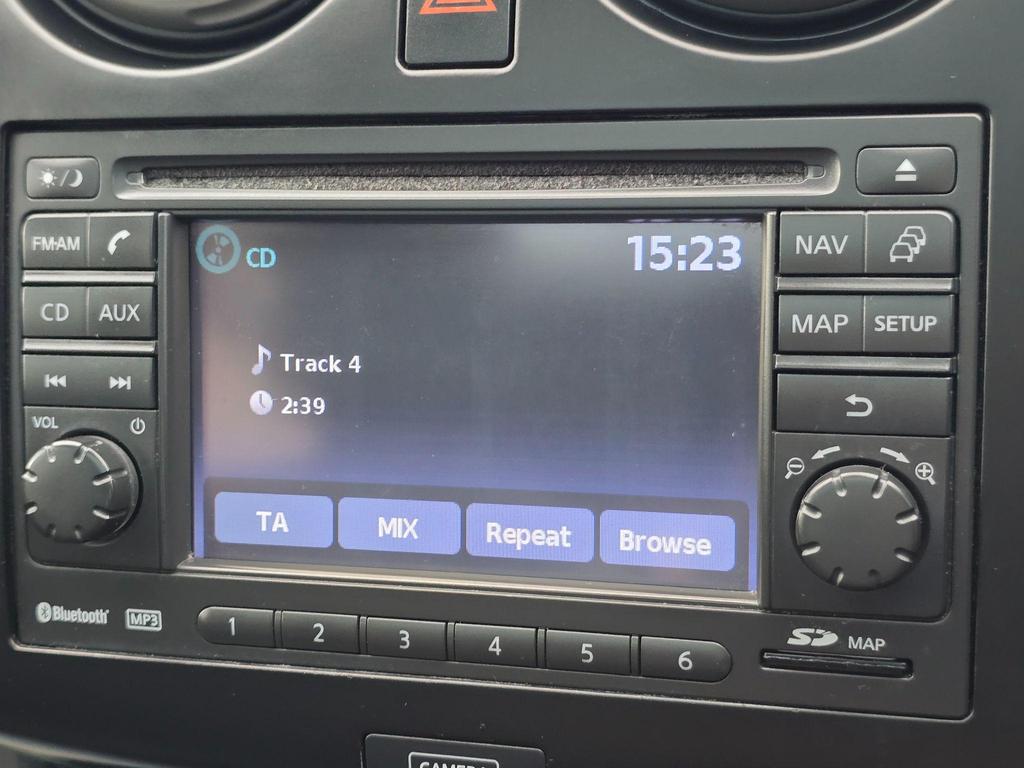 FM·AM
CD AUX
VOL
CD
15:23
Track 4
2:39
TA MIX Repeat Browse
NAV
MAP SETUP
Bluetooth MP3
1 2 3 4 5 6
SD MAP
CAMERA